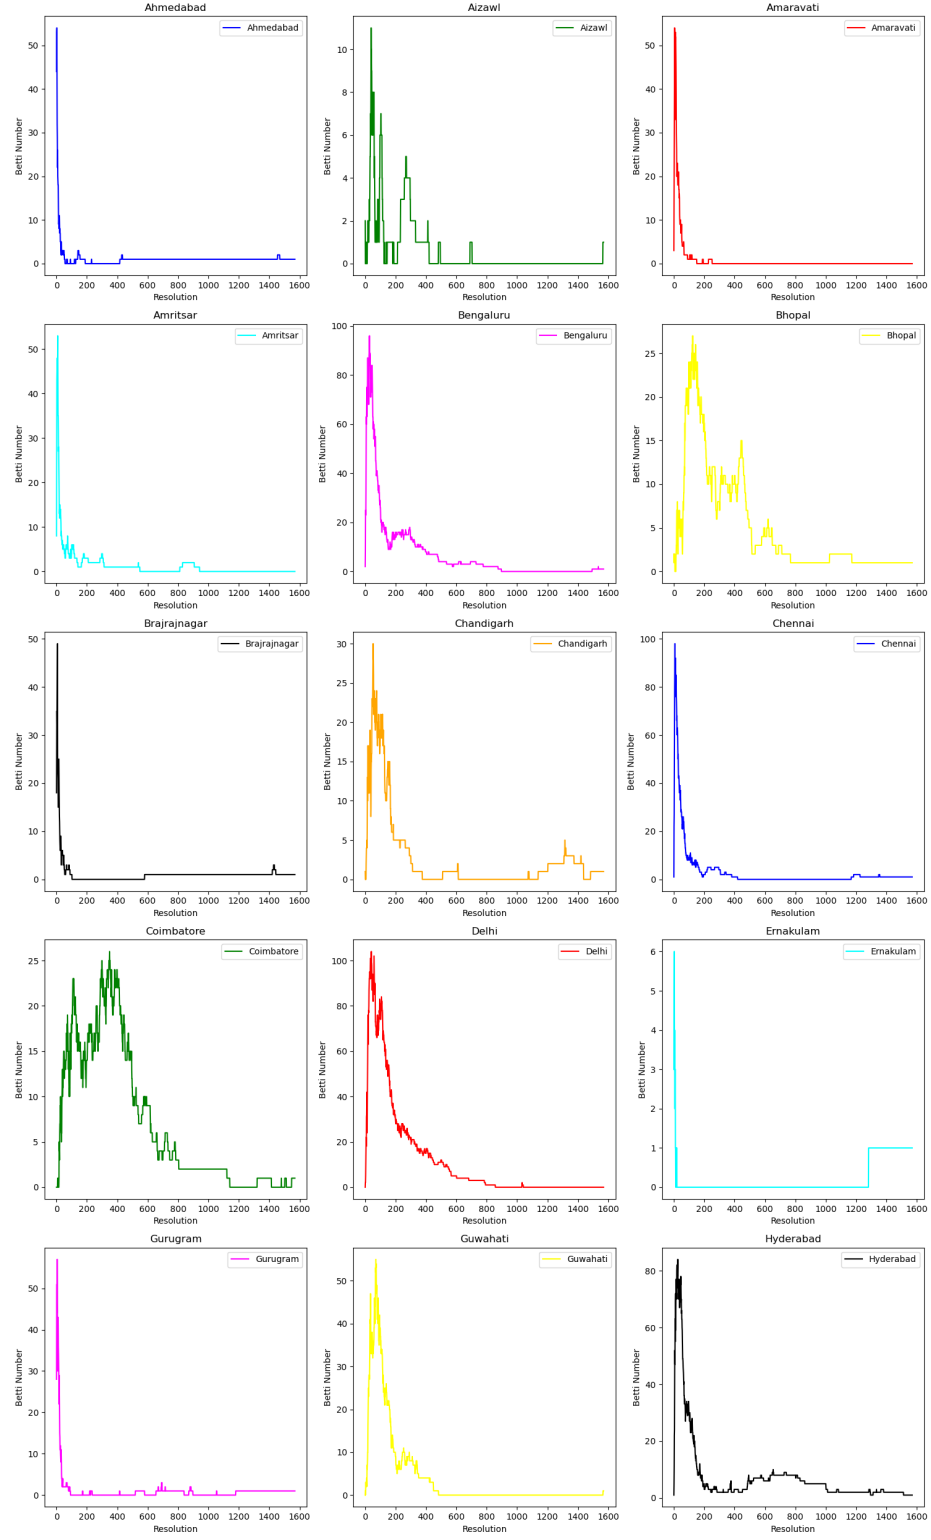 Ahmedabad
Ahmedabad
Betti Number
50
40
30
20
10
0
0 200 400 600 800 1000 1200 1400 1600
Resolution
Aizawl
Aizawl
Betti Number
10
8
6
4
2
0
0 200 400 600 800 1000 1200 1400 1600
Resolution
Amaravati
Amaravati
Betti Number
50
40
30
20
10
0
0 200 400 600 800 1000 1200 1400 1600
Resolution
Amritsar
Amritsar
Betti Number
50
40
30
20
10
0
0 200 400 600 800 1000 1200 1400 1600
Resolution
Bengaluru
Bengaluru
Betti Number
100
80
60
40
20
0
0 200 400 600 800 1000 1200 1400 1600
Resolution
Bhopal
Bhopal
Betti Number
25
20
15
10
5
0
0 200 400 600 800 1000 1200 1400 1600
Resolution
Brajrajnagar
Brajrajnagar
Betti Number
50
40
30
20
10
0
0 200 400 600 800 1000 1200 1400 1600
Resolution
Chandigarh
Chandigarh
Betti Number
30
25
20
15
10
5
0
0 200 400 600 800 1000 1200 1400 1600
Resolution
Chennai
Chennai
Betti Number
100
80
60
40
20
0
0 200 400 600 800 1000 1200 1400 1600
Resolution
Coimbatore
Coimbatore
Betti Number
25
20
15
10
5
0
0 200 400 600 800 1000 1200 1400 1600
Resolution
Delhi
Delhi
Betti Number
100
80
60
40
20
0
0 200 400 600 800 1000 1200 1400 1600
Resolution
Ernakulam
Ernakulam
Betti Number
6
5
4
3
2
1
0
0 200 400 600 800 1000 1200 1400 1600
Resolution
Gurugram
Gurugram
Betti Number
50
40
30
20
10
0
0 200 400 600 800 1000 1200 1400 1600
Resolution
Guwahati
Guwahati
Betti Number
50
40
30
20
10
0
0 200 400 600 800 1000 1200 1400 1600
Resolution
Hyderabad
Hyderabad
Betti Number
80
60
40
20
0
0 200 400 600 800 1000 1200 1400 1600
Resolution